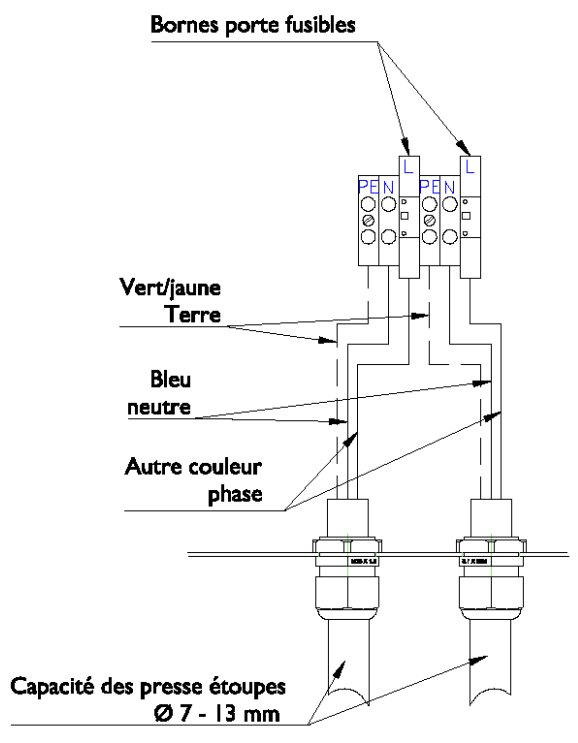 Bornes porte fusibles
L
L
PE N
PE N
Vert/jaune
Terre
Bleu
neutre
Autre couleur
phase
Capacité des presse étoupes
Ø 7 - 13 mm